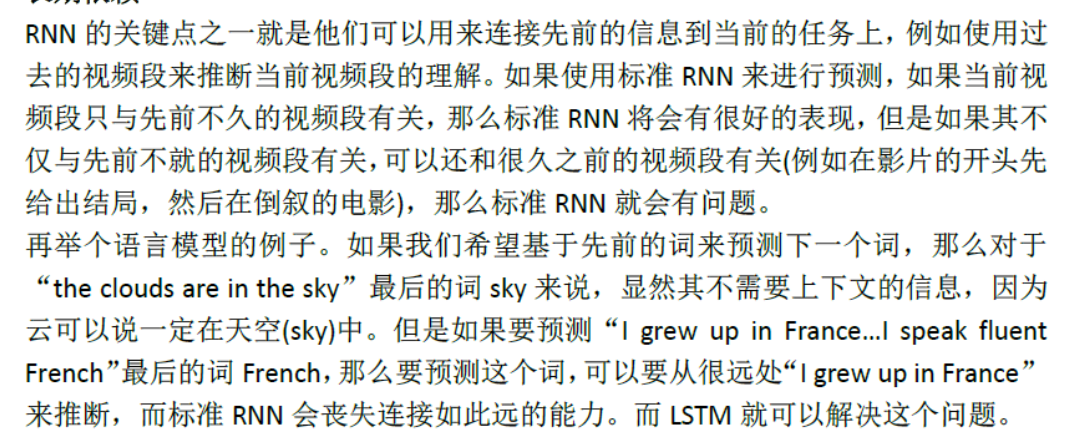 RNN 的关键点之一就是他们可以用来连接先前的信息到当前的任务上，例如使用过
去的视频段来推断当前视频段的理解。如果使用标准 RNN 来进行预测，如果当前视
频段只与先前不久的视频段有关，那么标准 RNN 将会有很好的表现，但是如果其不
仅与先前不就的视频段有关，可以还和很久之前的视频段有关(例如在影片的开头先
给出结局，然后在倒叙的电影)，那么标准 RNN 就会有问题。
再举个语言模型的例子。如果我们希望基于先前的词来预测下一个词，那么对于
“the clouds are in the sky”最后的词 sky 来说，显然其不需要上下文的信息，因为
云可以说一定在天空(sky)中。但是如果要预测“I grew up in France…I speak fluent
French”最后的词 French，那么要预测这个词，可以要从很远处“I grew up in France”
来推断，而标准 RNN 会丧失连接如此远的能力。而 LSTM 就可以解决这个问题。